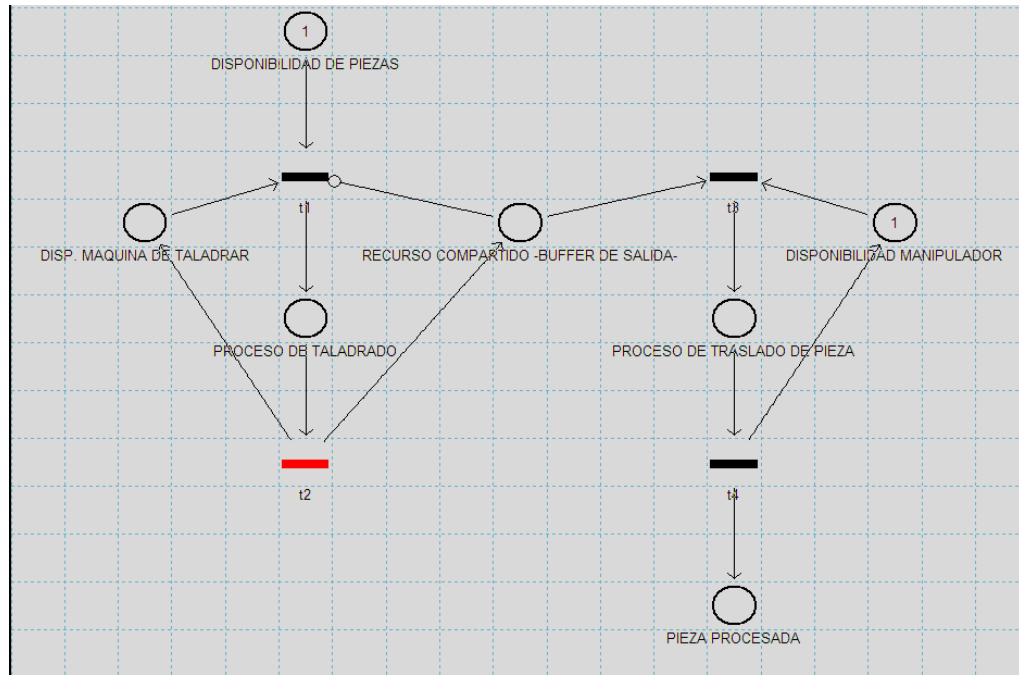 1
DISPONIBILIDAD DE PIEZAS
t1
t3
1
DISP. MAQUINA DE TALADRAR
RECURSO COMPARTIDO -BUFFER DE SALIDA-
DISPONIBILIDAD MANIPULADOR
PROCESO DE TALADRADO
PROCESO DE TRASLADO DE PIEZA
t2
t4
PIEZA PROCESADA